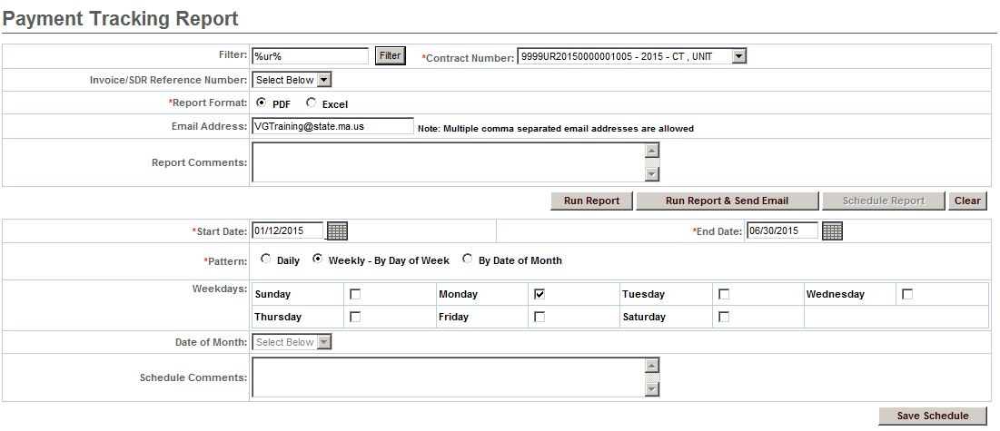 Payment Tracking Report
Filter: %ur% Filter *Contract Number: 9999UR20150000001005 - 2015 - CT , UNIT
Invoice/SDR Reference Number: Select Below
*Report Format: PDF Excel
Email Address: VGTraining@state.ma.us Note: Multiple comma separated email addresses are allowed
Report Comments:
Run Report Run Report & Send Email Schedule Report Clear
*Start Date: 01/12/2015 *End Date: 06/30/2015
*Pattern: Daily Weekly - By Day of Week By Date of Month
Weekdays: Sunday Monday Tuesday Wednesday
Thursday Friday Saturday
Date of Month: Select Below
Schedule Comments:
Save Schedule